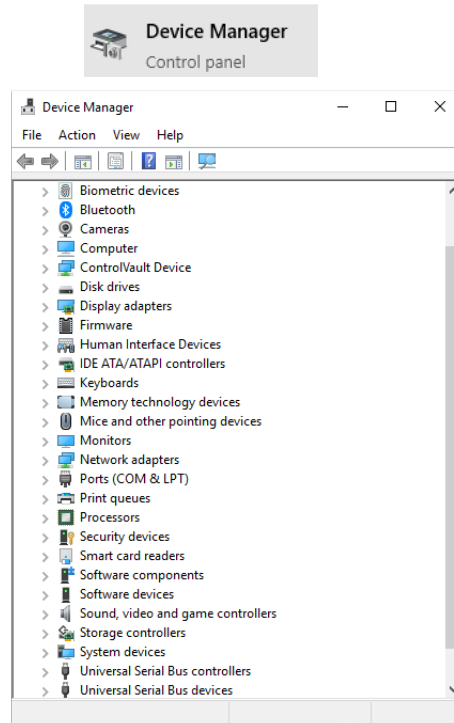 Device Manager
Control panel
Device Manager
File Action View Help
Biometric devices
Bluetooth
Cameras
Computer
ControlVault Device
Disk drives
Display adapters
Firmware
Human Interface Devices
IDE ATA/ATAPI controllers
Keyboards
Memory technology devices
Mice and other pointing devices
Monitors
Network adapters
Ports (COM & LPT)
Print queues
Processors
Security devices
Smart card readers
Software components
Software devices
Sound, video and game controllers
Storage controllers
System devices
Universal Serial Bus controllers
Universal Serial Bus devices